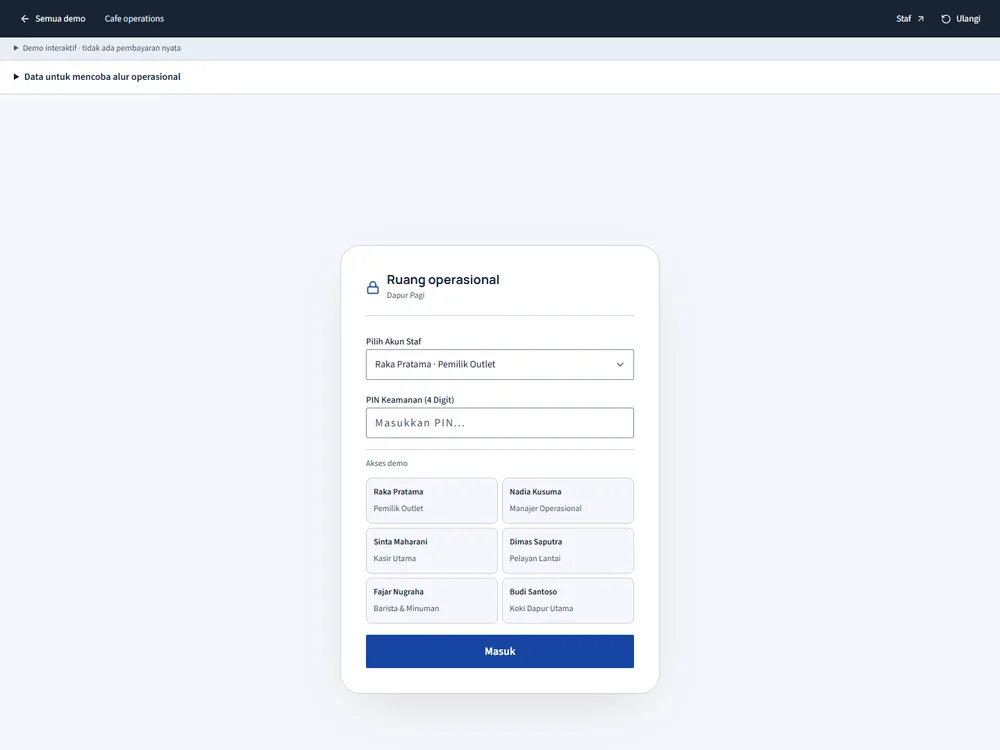 Semua demo
Cafe operations
Staf
Ulangi
Demo interaktif · tidak ada pembayaran nyata
Data untuk mencoba alur operasional
Ruang operasional
Dapur Pagi
Pilih Akun Staf
Raka Pratama · Pemilik Outlet
PIN Keamanan (4 Digit)
Masukkan PIN...
Akses demo
Raka Pratama
Pemilik Outlet
Nadia Kusuma
Manajer Operasional
Sinta Maharani
Kasir Utama
Dimas Saputra
Pelayan Lantai
Fajar Nugraha
Barista & Minuman
Budi Santoso
Koki Dapur Utama
Masuk